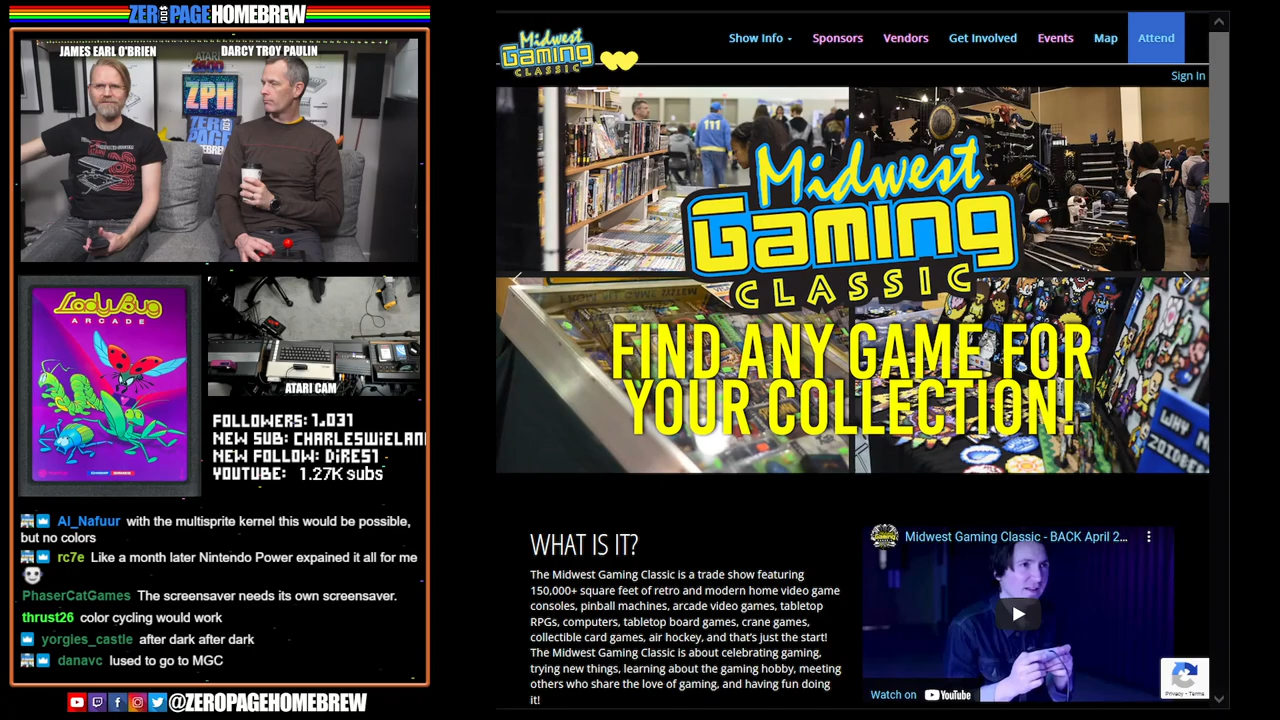 ZEROPAGE HOMEBREW
JAMES EARL O'BRIEN
DARCY TROY PAULIN
ATARI
ZPH
LadyBug
ARCADE
ATARI CAM
FOLLOWERS: 1,031
NEW SUB: CHARLESWIELAN
NEW FOLLOW: DIRES1
YOUTUBE: 1.27K subs
Al_Nafuur with the multisprite kernel this would be possible,
but no colors
rc7e Like a month later Nintendo Power expained it all for me
PhaserCatGames The screensaver needs its own screensaver.
thrust26 color cycling would work
yorgies_castle after dark after dark
danavc Iused to go to MGC
@ZEROPAGEHOMEBREW
Midwest
Gaming
CLASSIC
Show Info
Sponsors
Vendors
Get Involved
Events
Map
Attend
Sign In
111
Midwest
Gaming
CLASSIC
FIND ANY GAME FOR
YOUR COLLECTION!
WHAT IS IT?
The Midwest Gaming Classic is a trade show featuring
150,000+ square feet of retro and modern home video game
consoles, pinball machines, arcade video games, tabletop
RPGs, computers, tabletop board games, crane games,
collectible card games, air hockey, and that's just the start!
The Midwest Gaming Classic is about celebrating gaming,
trying new things, learning about the gaming hobby, meeting
others who share the love of gaming, and having fun doing
it!
Midwest Gaming Classic - BACK April 2...
Watch on YouTube
Privacy - Terms